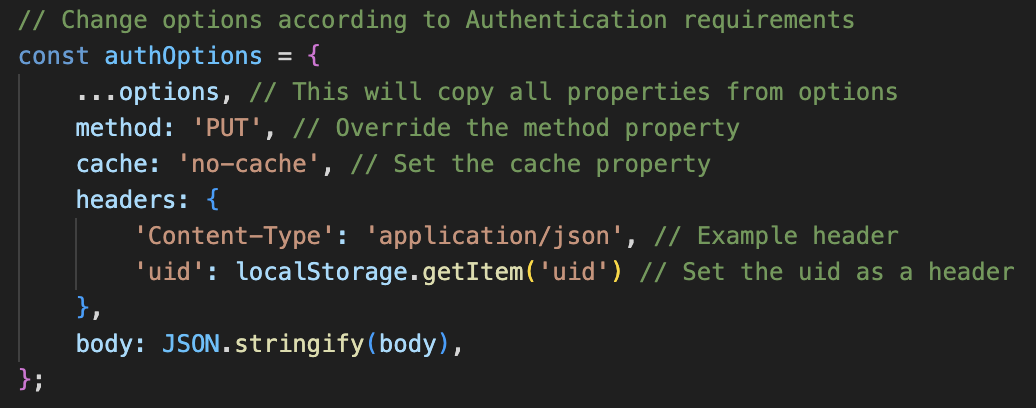 // Change options according to Authentication requirements
const authOptions = {
    ...options, // This will copy all properties from options
    method: 'PUT', // Override the method property
    cache: 'no-cache', // Set the cache property
    headers: {
        'Content-Type': 'application/json', // Example header
        'uid': localStorage.getItem('uid') // Set the uid as a header
    },
    body: JSON.stringify(body),
};